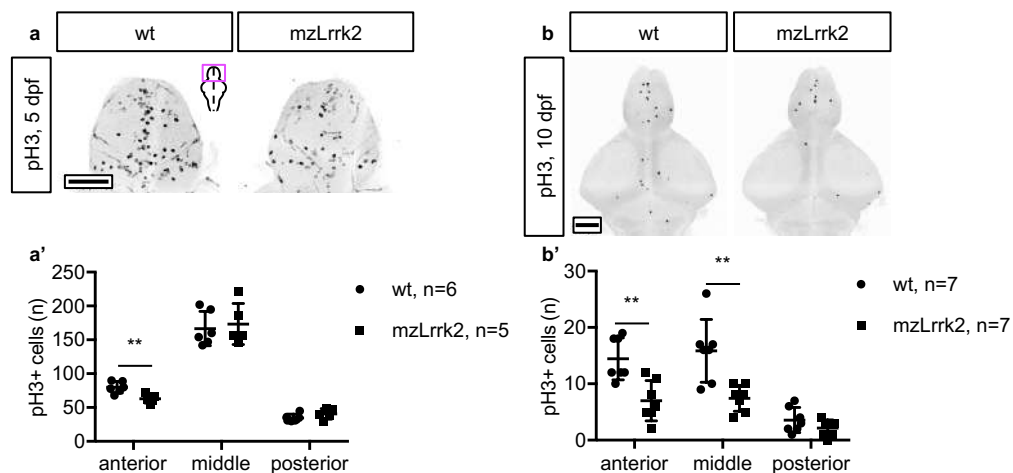 a
wt
mzLrrk2
pH3, 5 dpf
b
wt
mzLrrk2
pH3, 10 dpf
a’
pH3+ cells (n)
250
200
150
100
50
0
**
anterior
middle
posterior
wt, n=6
mzLrrk2, n=5
b’
pH3+ cells (n)
30
20
10
0
**
**
anterior
middle
posterior
wt, n=7
mzLrrk2, n=7